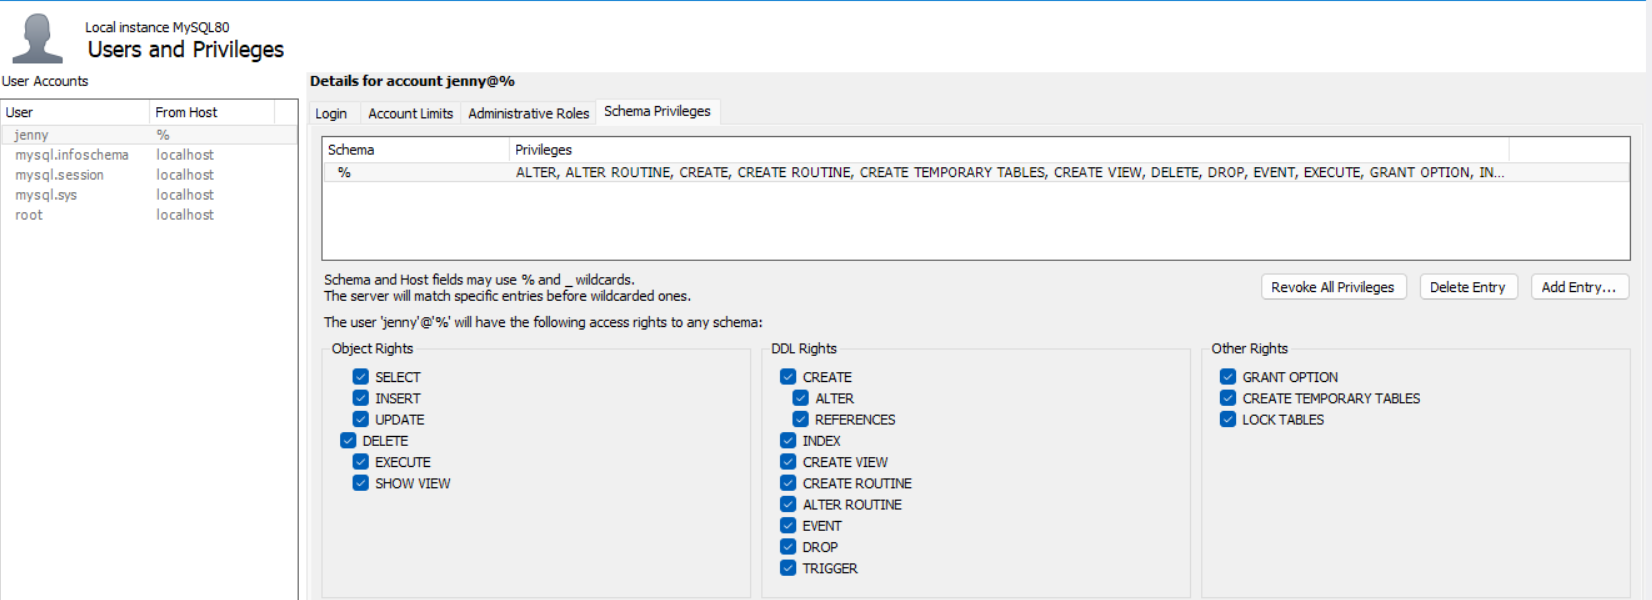 Local instance MySQL80
Users and Privileges
User Accounts
User From Host
jenny %
mysql.infoschema localhost
mysql.session localhost
mysql.sys localhost
root localhost
Details for account jenny@%
Login Account Limits Administrative Roles Schema Privileges
Schema Privileges
% ALTER, ALTER ROUTINE, CREATE, CREATE ROUTINE, CREATE TEMPORARY TABLES, CREATE VIEW, DELETE, DROP, EVENT, EXECUTE, GRANT OPTION, IN...
Schema and Host fields may use % and _ wildcards.
The server will match specific entries before wildcarded ones.
Revoke All Privileges Delete Entry Add Entry...
The user 'jenny'@'%' will have the following access rights to any schema:
Object Rights
SELECT
INSERT
UPDATE
DELETE
EXECUTE
SHOW VIEW
DDL Rights
CREATE
ALTER
REFERENCES
INDEX
CREATE VIEW
CREATE ROUTINE
ALTER ROUTINE
EVENT
DROP
TRIGGER
Other Rights
GRANT OPTION
CREATE TEMPORARY TABLES
LOCK TABLES